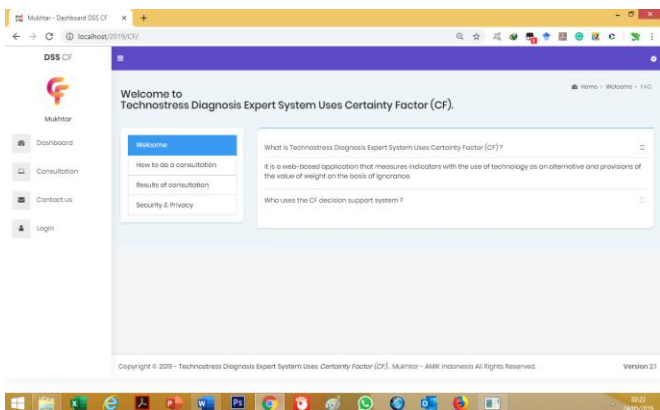 Mukhtar - Dashboard DSS CF
localhost/2019/CF/
DSS CF
Mukhtar
Dashboard
Consultation
Contact us
Login
Home > Welcome > FAQ
Welcome to
Technostress Diagnosis Expert System Uses Certainty Factor (CF).
Welcome
How to do a consultation
Results of consultation
Security & Privacy
What is Technostress Diagnosis Expert System Uses Certainty Factor (CF) ?
It is a web-based application that measures indicators with the use of technology as an alternative and provisions of
the value of weight on the basis of ignorance.
Who uses the CF decision support system ?
Copyright © 2019 - Technostress Diagnosis Expert System Uses Certainty Factor (CF) . Mukhtar - AMIK Indonesia All Rights Reserved.
Version 2.1